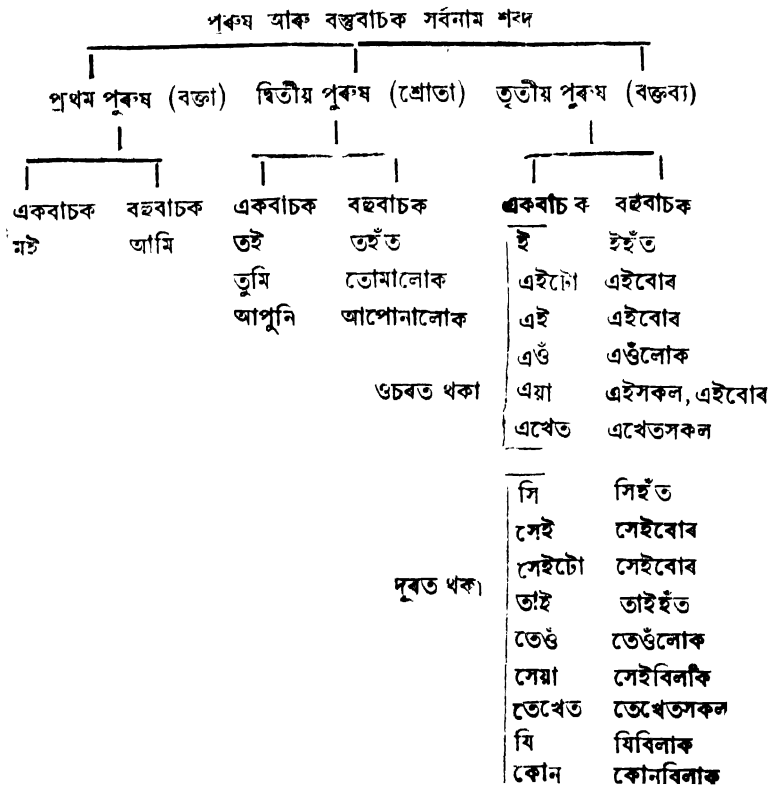 পুৰুষ আৰু বস্তুবাচক সৰ্বনাম শব্দ
প্ৰথম পুৰুষ (বক্তা) দ্বিতীয় পুৰুষ (শ্ৰোতা) তৃতীয় পুৰুষ (বক্তব্য)
একবাচক বহুবাচক একবাচক বহুবাচক একবাচক বহুবাচক
মই আমি তই তহঁত ই ইহঁত
তুমি তোমালোক এইটো এইবোৰ
আপুনি আপোনালোক এই এইবোৰ
এওঁ এওঁলোক
ওচৰত থকা এয়া এইসকল, এইবোৰ
এখেত এখেতসকল
সি সিহঁত
সেই সেইবোৰ
সেইটো সেইবোৰ
দূৰত থকা তাই তাইহঁত
তেওঁ তেওঁলোক
সেয়া সেইবিলাক
তেখেত তেখেতসকল
যি যিবিলাক
কোন কোনবিলাক